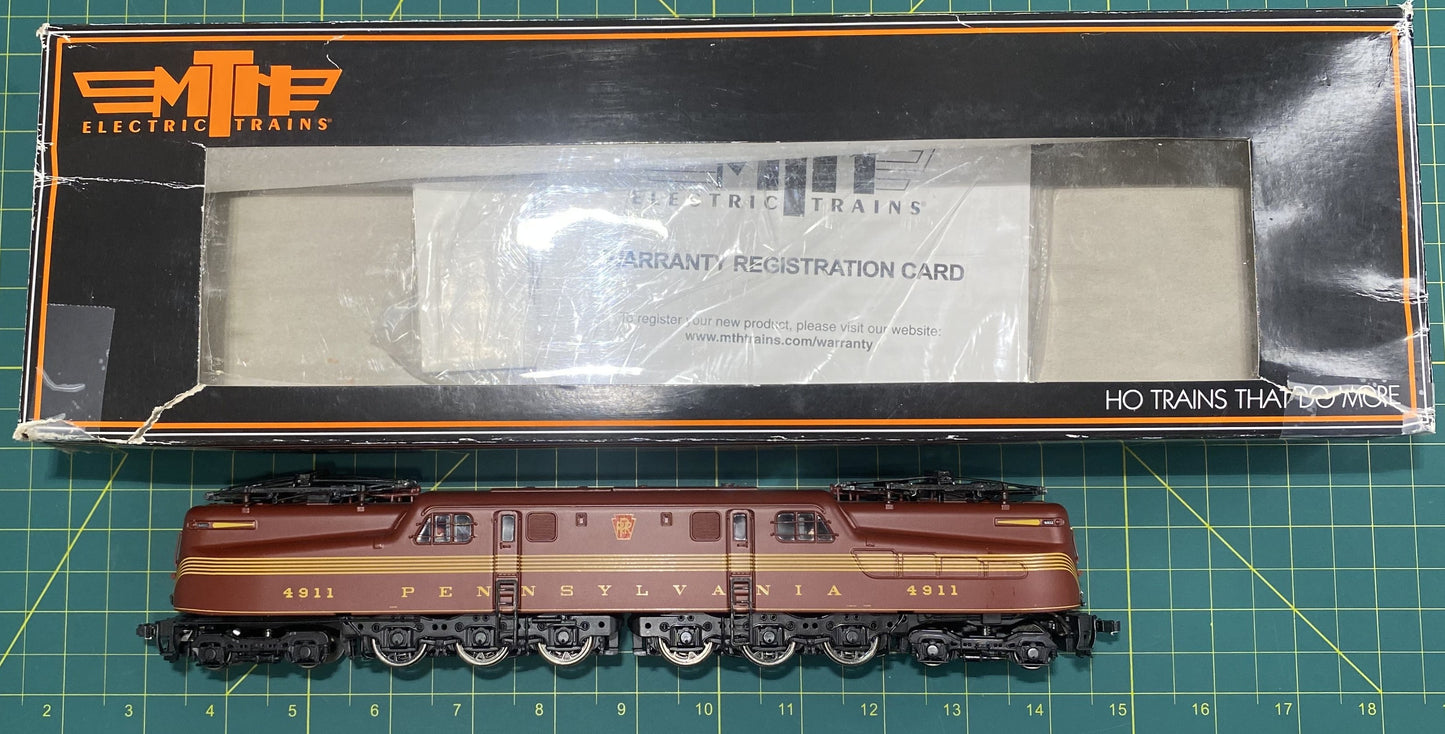 MTH
ELECTRIC TRAINS®
MTH
ELECTRIC TRAINS®
WARRANTY REGISTRATION CARD
To register your new product, please visit our website:
www.mthtrains.com/warranty
HO TRAINS THAT DO MORE
PRR
4911 PENNSYLVANIA 4911
2 3 4 5 6 7 8 9 10 11 12 13 14 15 16 17 18